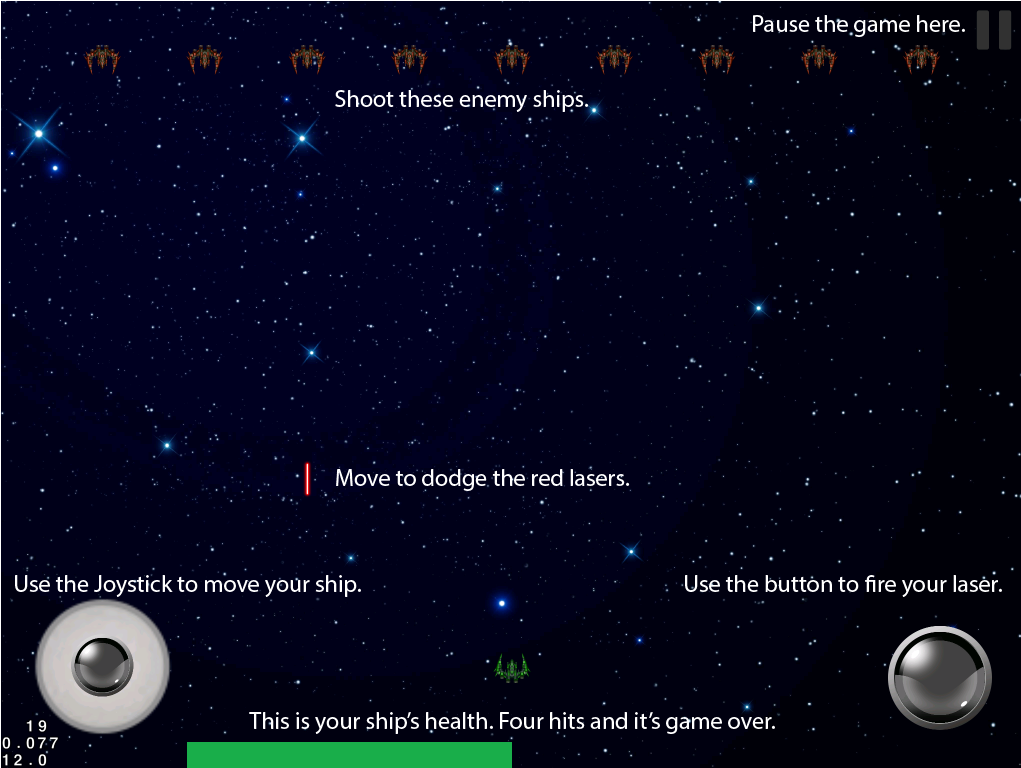 Pause the game here.
Shoot these enemy ships.
Move to dodge the red lasers.
Use the Joystick to move your ship.
Use the button to fire your laser.
This is your ship's health. Four hits and it's game over.
19
0.077
12.0